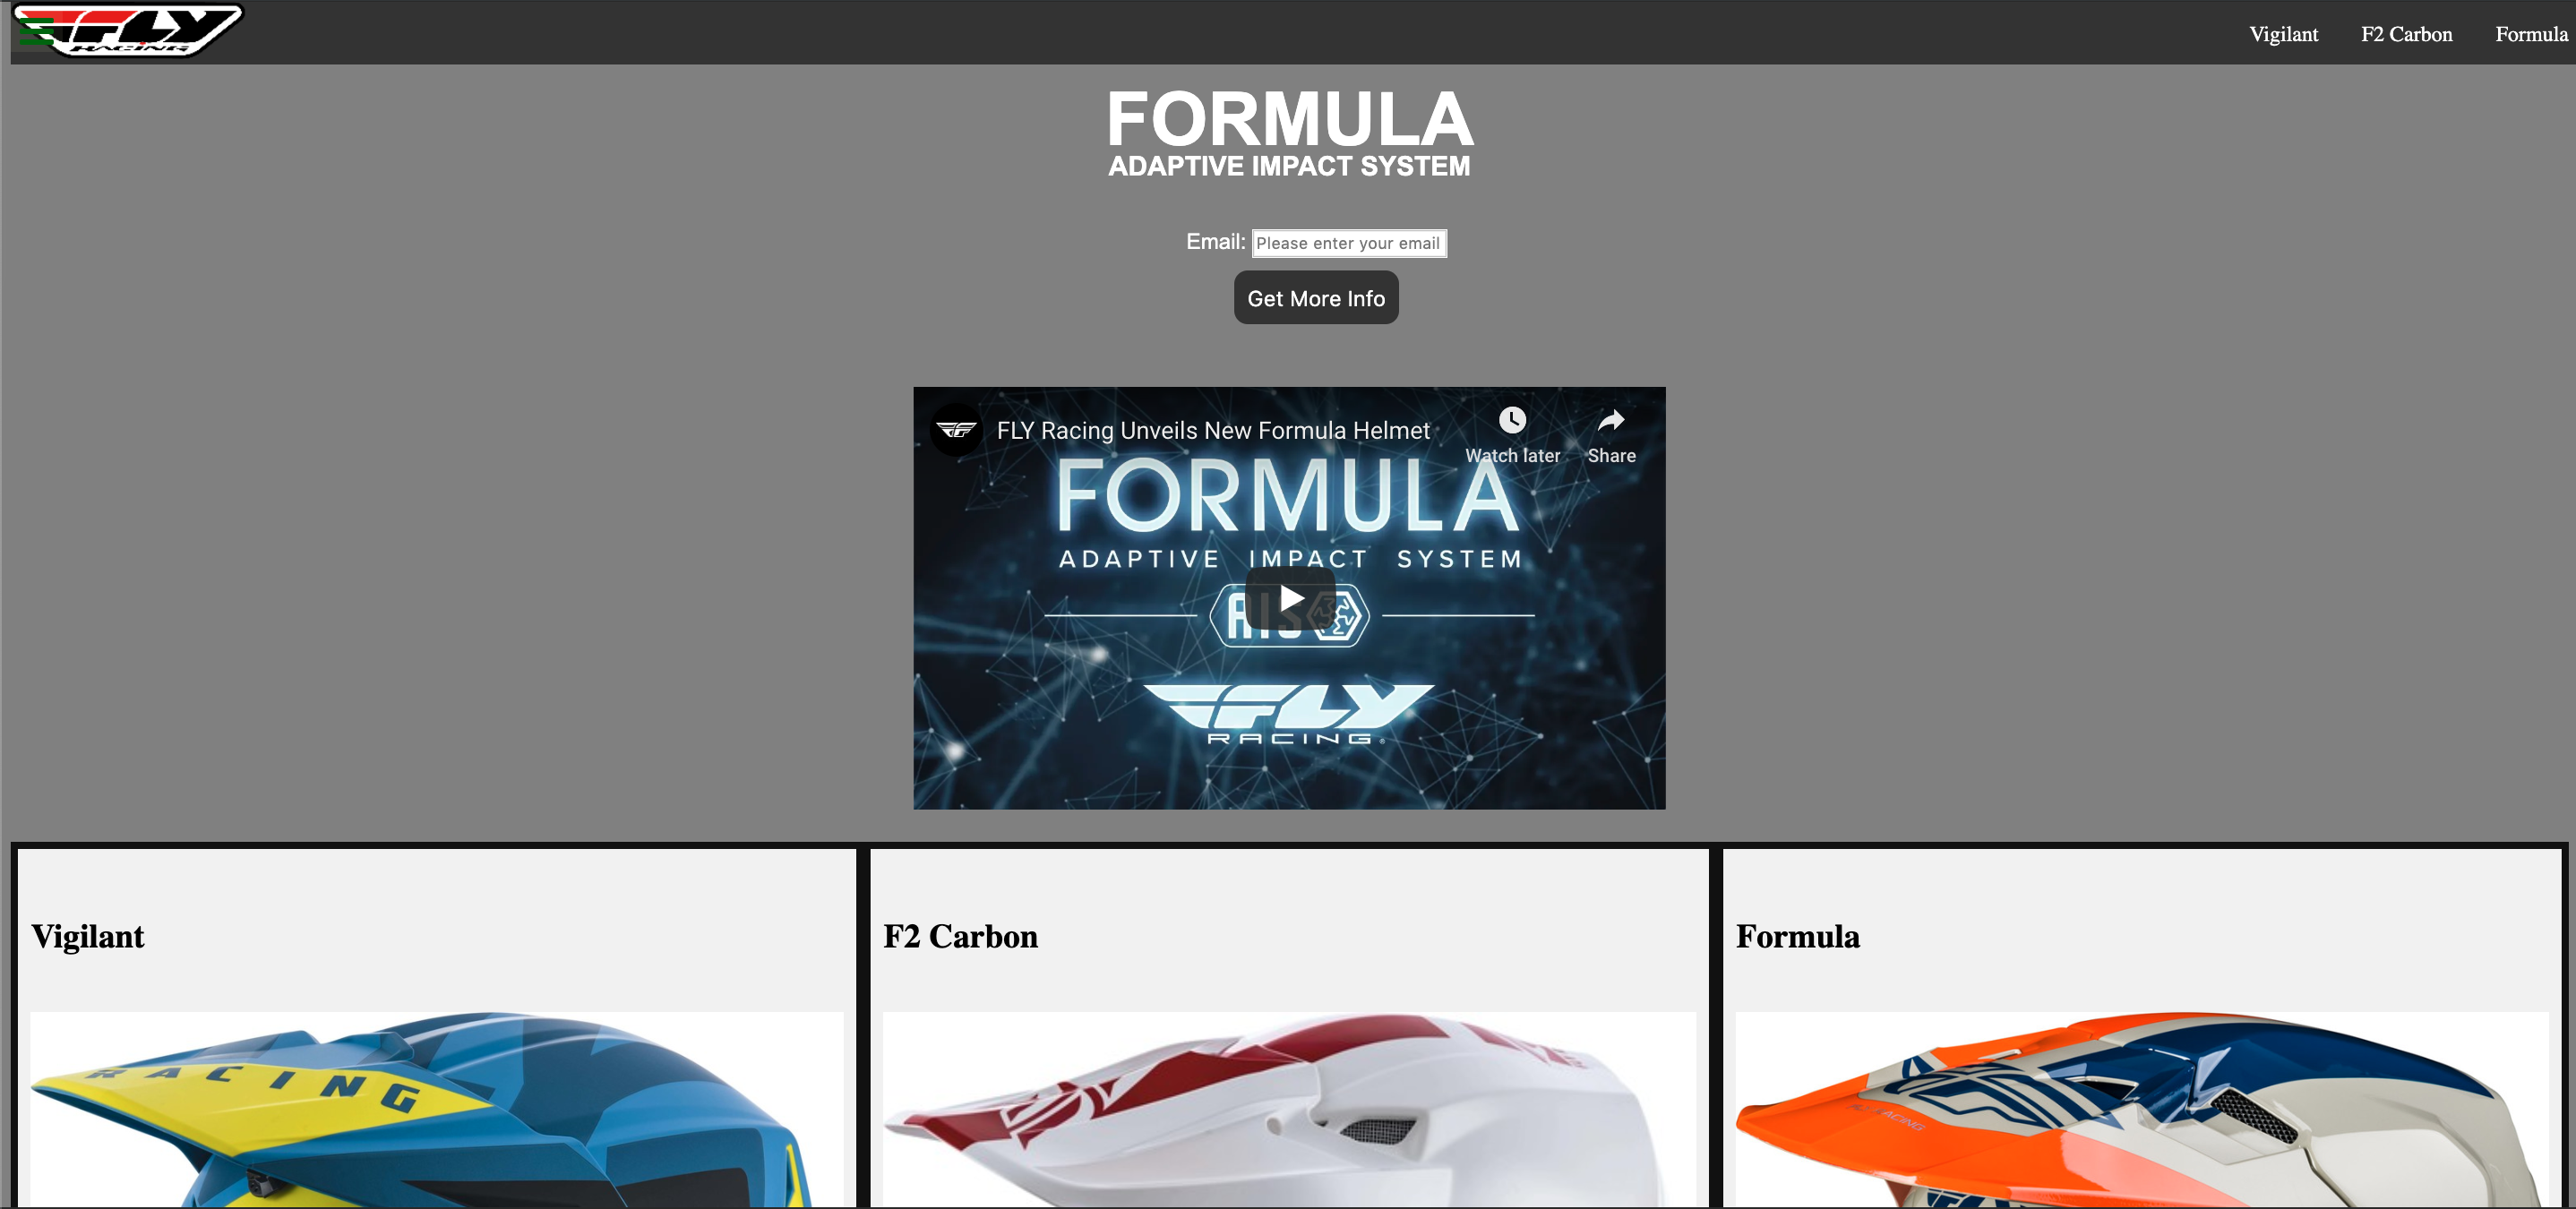 FLY
RACING
Vigilant F2 Carbon Formula
FORMULA
ADAPTIVE IMPACT SYSTEM
Email: Please enter your email
Get More Info
FLY Racing Unveils New Formula Helmet
Watch later Share
FORMULA
ADAPTIVE IMPACT SYSTEM
AIS
FLY
RACING
Vigilant F2 Carbon Formula
RACING
FLY RACING